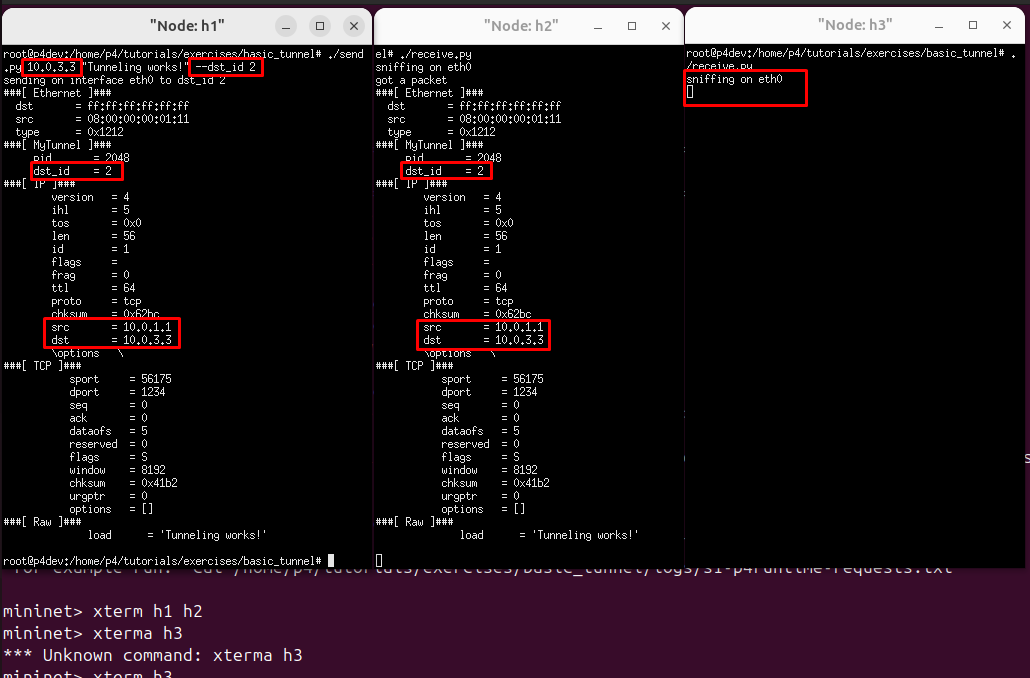 "Node: h1"
root@p4dev:/home/p4/tutorials/exercises/basic_tunnel# ./send
.py 10.0.3.3 "Tunneling works!" --dst_id 2
sending on interface eth0 to dst_id 2
###[ Ethernet ]###
dst = ff:ff:ff:ff:ff:ff
src = 08:00:00:00:01:11
type = 0x1212
###[ MyTunnel ]###
pid = 2048
dst_id = 2
###[ IP ]###
version = 4
ihl = 5
tos = 0x0
len = 56
id = 1
flags =
frag = 0
ttl = 64
proto = tcp
chksum = 0x62bc
src = 10.0.1.1
dst = 10.0.3.3
\options \
###[ TCP ]###
sport = 56175
dport = 1234
seq = 0
ack = 0
dataofs = 5
reserved = 0
flags = S
window = 8192
chksum = 0x41b2
urgptr = 0
options = []
###[ Raw ]###
load = 'Tunneling works!'
root@p4dev:/home/p4/tutorials/exercises/basic_tunnel#
"Node: h2"
el# ./receive.py
sniffing on eth0
got a packet
###[ Ethernet ]###
dst = ff:ff:ff:ff:ff:ff
src = 08:00:00:00:01:11
type = 0x1212
###[ MyTunnel ]###
pid = 2048
dst_id = 2
###[ IP ]###
version = 4
ihl = 5
tos = 0x0
len = 56
id = 1
flags =
frag = 0
ttl = 64
proto = tcp
chksum = 0x62bc
src = 10.0.1.1
dst = 10.0.3.3
\options \
###[ TCP ]###
sport = 56175
dport = 1234
seq = 0
ack = 0
dataofs = 5
reserved = 0
flags = S
window = 8192
chksum = 0x41b2
urgptr = 0
options = []
###[ Raw ]###
load = 'Tunneling works!'
"Node: h3"
root@p4dev:/home/p4/tutorials/exercises/basic_tunnel# .
/receive.py
sniffing on eth0
for example run: cat /home/p4/tutorials/exercises/basic_tunnel/logs/s1-p4runtime-requests.txt
mininet> xterm h1 h2
mininet> xterma h3
*** Unknown command: xterma h3
mininet> xterm h3